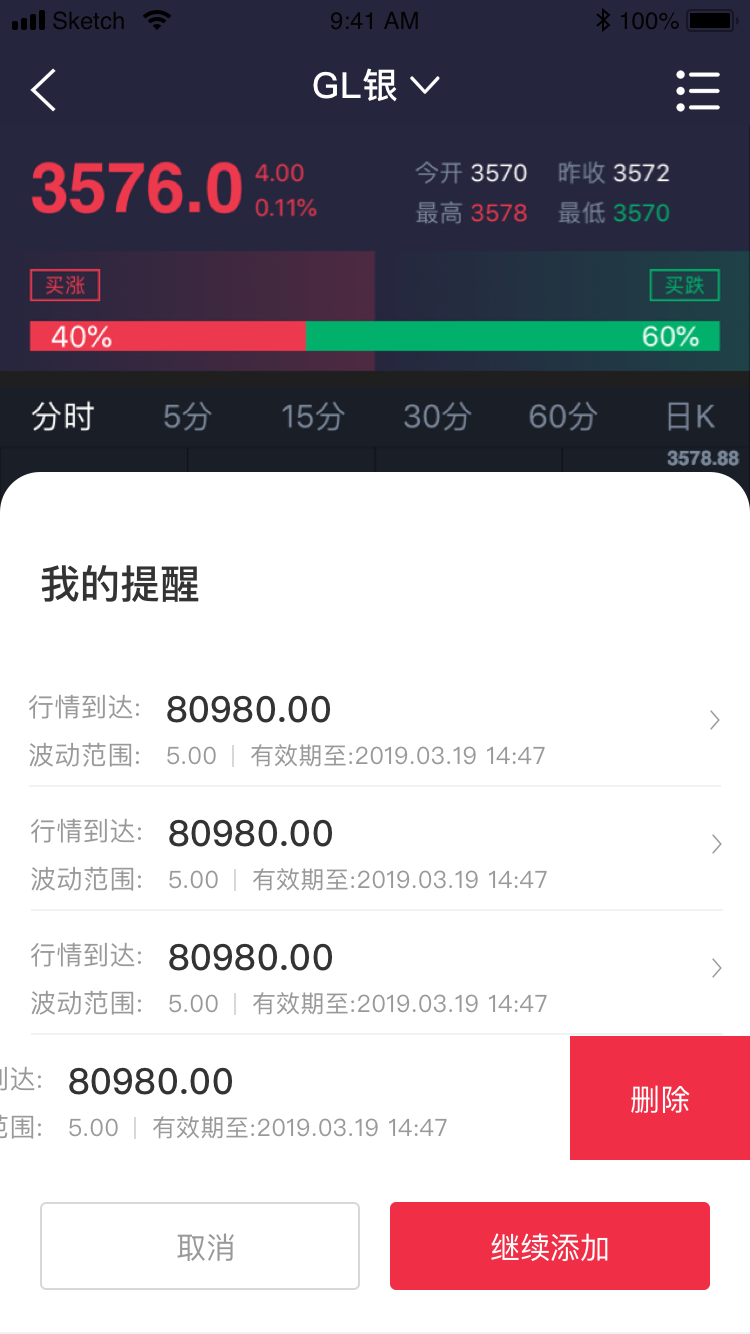 Sketch 9:41 AM 100%
GL银
3576.0 4.00 今开 3570 昨收 3572
0.11% 最高 3578 最低 3570
买涨 买跌
40% 60%
分时 5分 15分 30分 60分 日K
3578.88
我的提醒
行情到达: 80980.00
波动范围: 5.00 | 有效期至:2019.03.19 14:47
行情到达: 80980.00
波动范围: 5.00 | 有效期至:2019.03.19 14:47
行情到达: 80980.00
波动范围: 5.00 | 有效期至:2019.03.19 14:47
到达: 80980.00
范围: 5.00 | 有效期至:2019.03.19 14:47
删除
取消 继续添加